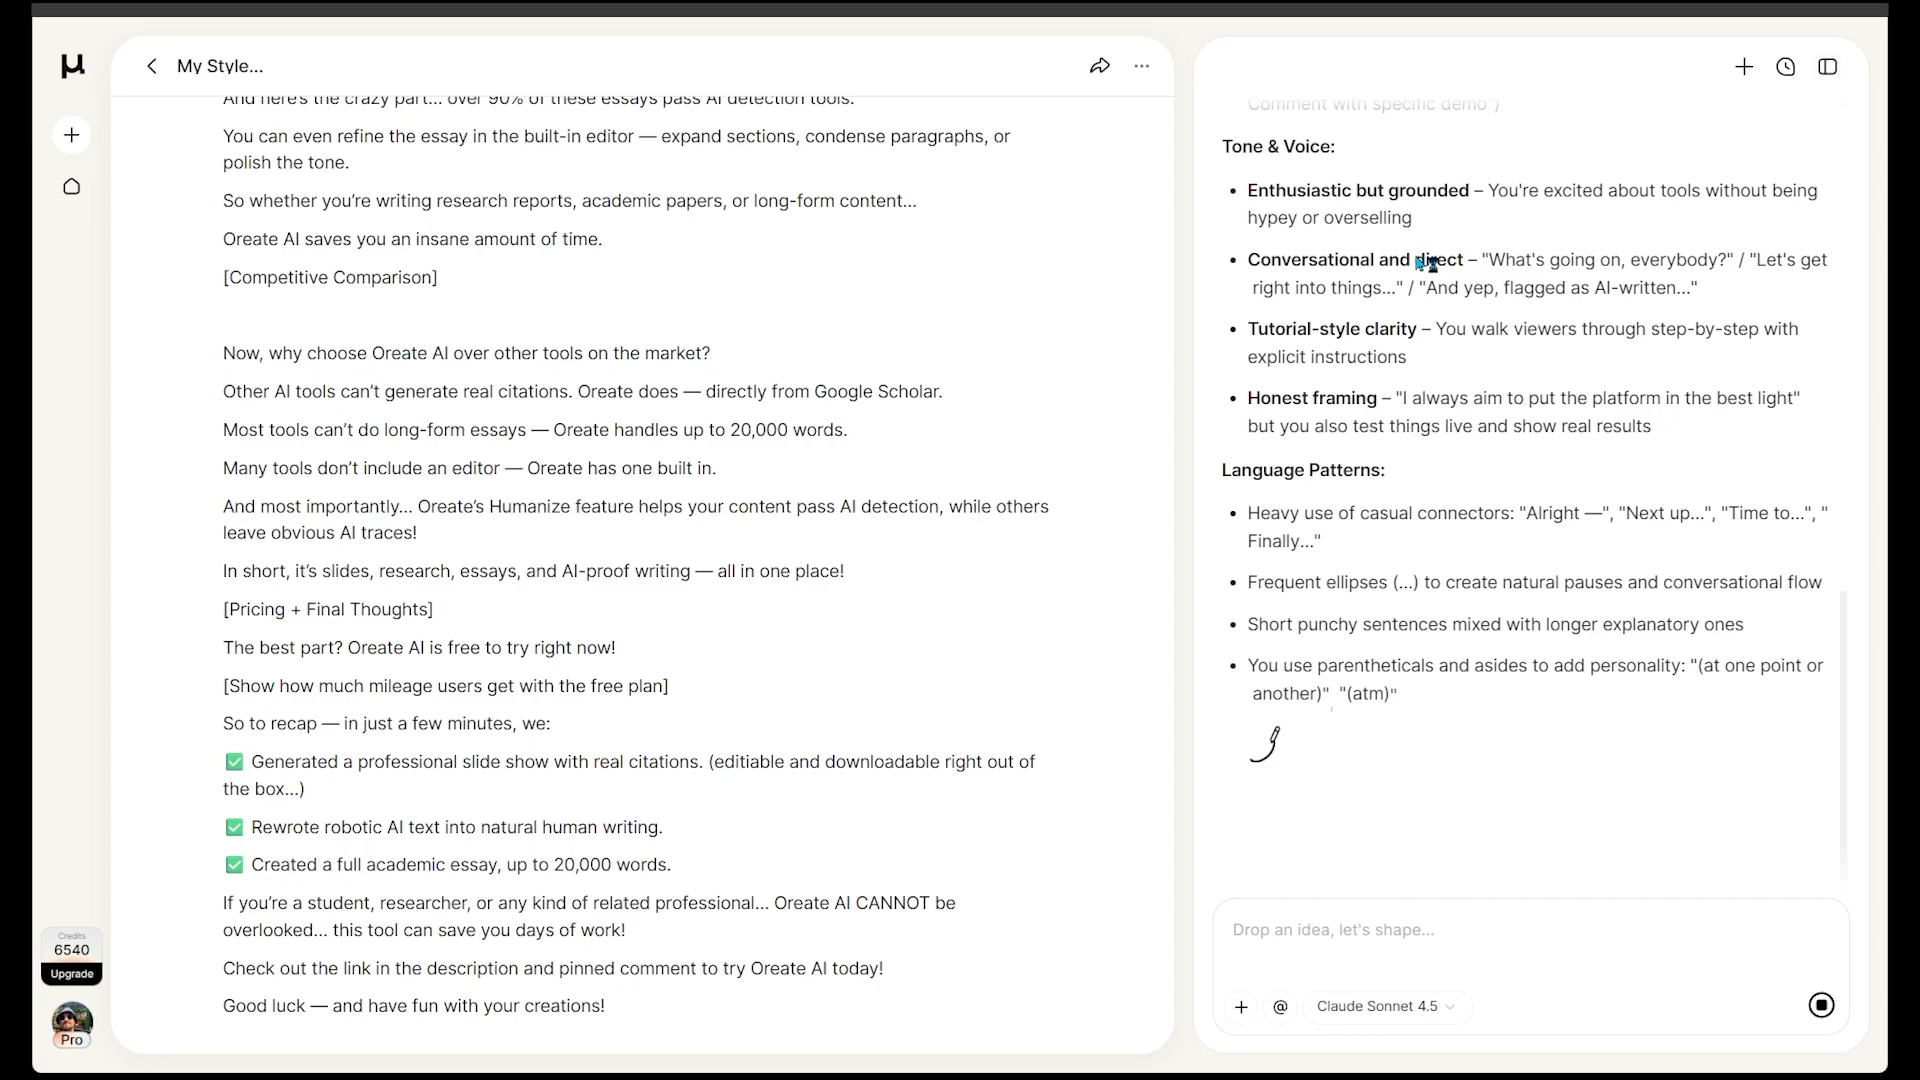 µ
My Style...
And here's the crazy part... over 90% of these essays pass AI detection tools.
You can even refine the essay in the built-in editor — expand sections, condense paragraphs, or
polish the tone.
So whether you're writing research reports, academic papers, or long-form content...
Oreate AI saves you an insane amount of time.
[Competitive Comparison]
Now, why choose Oreate AI over other tools on the market?
Other AI tools can't generate real citations. Oreate does — directly from Google Scholar.
Most tools can't do long-form essays — Oreate handles up to 20,000 words.
Many tools don't include an editor — Oreate has one built in.
And most importantly... Oreate's Humanize feature helps your content pass AI detection, while others
leave obvious AI traces!
In short, it's slides, research, essays, and AI-proof writing — all in one place!
[Pricing + Final Thoughts]
The best part? Oreate AI is free to try right now!
[Show how much mileage users get with the free plan]
So to recap — in just a few minutes, we:
✅ Generated a professional slide show with real citations. (editiable and downloadable right out of
the box...)
✅ Rewrote robotic AI text into natural human writing.
✅ Created a full academic essay, up to 20,000 words.
If you're a student, researcher, or any kind of related professional... Oreate AI CANNOT be
overlooked... this tool can save you days of work!
Check out the link in the description and pinned comment to try Oreate AI today!
Good luck — and have fun with your creations!
Credits
6540
Upgrade
Pro
Comment with specific demo")
Tone & Voice:
• Enthusiastic but grounded – You're excited about tools without being
hypey or overselling
• Conversational and direct – "What's going on, everybody?" / "Let's get
right into things..." / "And yep, flagged as AI-written..."
• Tutorial-style clarity – You walk viewers through step-by-step with
explicit instructions
• Honest framing – "I always aim to put the platform in the best light"
but you also test things live and show real results
Language Patterns:
• Heavy use of casual connectors: "Alright —", "Next up...", "Time to...", "
Finally..."
• Frequent ellipses (...) to create natural pauses and conversational flow
• Short punchy sentences mixed with longer explanatory ones
• You use parentheticals and asides to add personality: "(at one point or
another)", "(atm)"
Drop an idea, let's shape...
Claude Sonnet 4.5